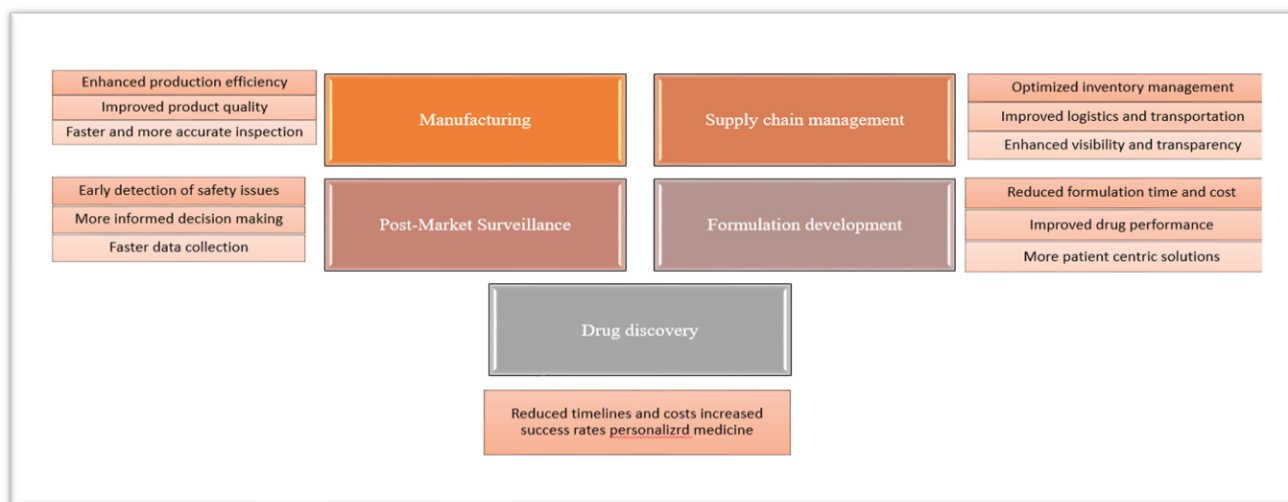 Enhanced production efficiency
Improved product quality
Faster and more accurate inspection
Manufacturing
Supply chain management
Optimized inventory management
Improved logistics and transportation
Enhanced visibility and transparency
Early detection of safety issues
More informed decision making
Faster data collection
Post-Market Surveillance
Formulation development
Reduced formulation time and cost
Improved drug performance
More patient centric solutions
Drug discovery
Reduced timelines and costs increased
success rates personalizrd medicine